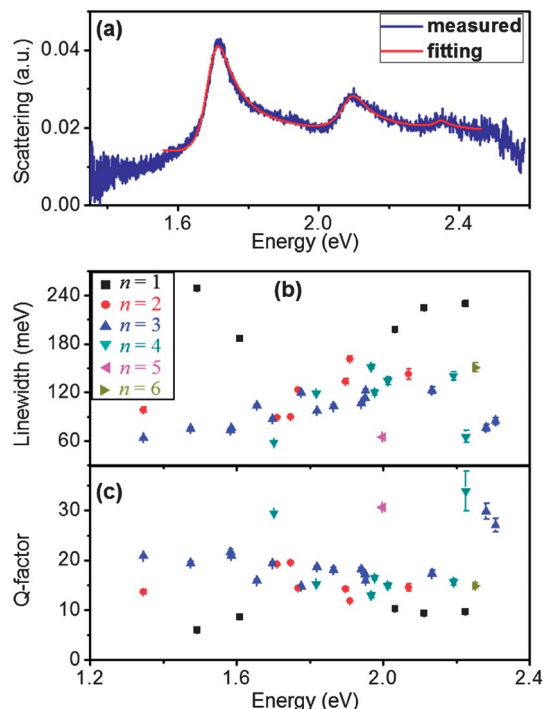 (a)
measured
fitting
Scattering (a.u.)
0.04
0.02
0.00
1.6
2.0
2.4
Energy (eV)
(b)
n = 1
n = 2
n = 3
n = 4
n = 5
n = 6
Linewidth (meV)
240
180
120
60
(c)
Q-factor
30
20
10
0
1.2
1.6
2.0
2.4
Energy (eV)